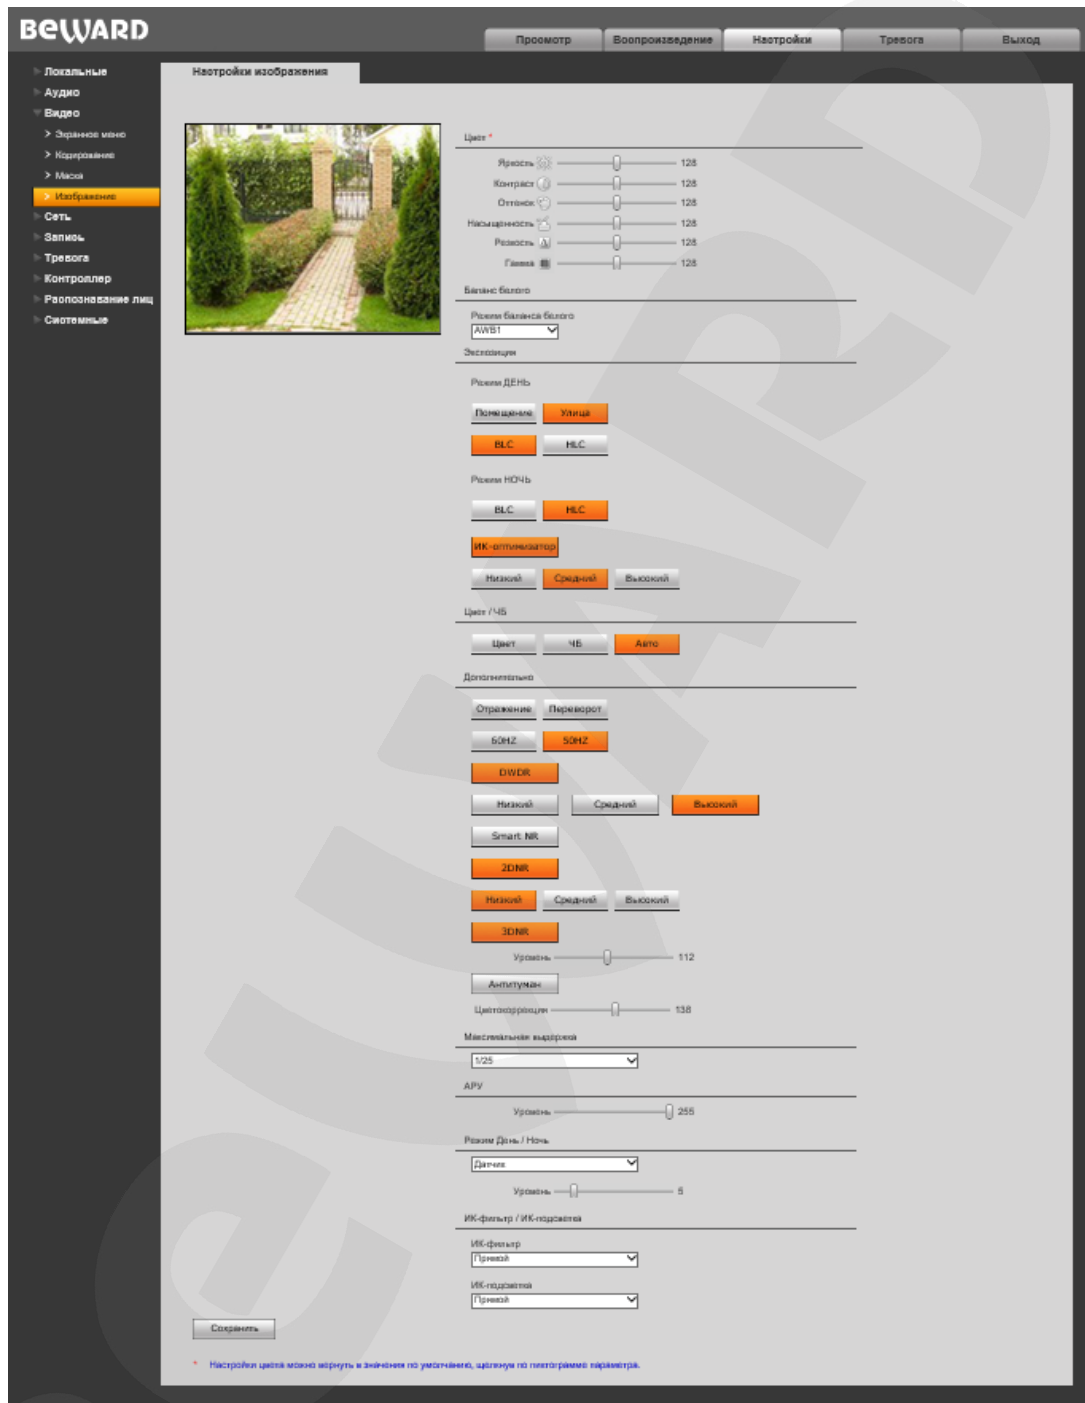 BEWARD
Просмотр Воспроизведение Настройки Тревога Выход
Локальные
Аудио
Видео
Экранное меню
Кодирование
Маска
Изображение
Сеть
Запись
Тревога
Контроллер
Распознавание лиц
Системные
Настройки изображения
Цвет *
Яркость 128
Контраст 128
Оттенок 128
Насыщенность 128
Резкость 128
Гамма 128
Баланс белого
Режим баланса белого
AWB1
Экспозиция
Режим ДЕНЬ
Помещение Улица
BLC HLC
Режим НОЧЬ
BLC HLC
ИК-оптимизатор
Низкий Средний Высокий
Цвет / ЧБ
Цвет ЧБ Авто
Дополнительно
Отражение Переворот
60HZ 50HZ
DWDR
Низкий Средний Высокий
Smart NR
2DNR
Низкий Средний Высокий
3DNR
Уровень 112
Антитуман
Цветокоррекция 138
Максимальная выдержка
1/25
АРУ
Уровень 255
Режим День / Ночь
Датчик
Уровень 5
ИК-фильтр / ИК-подсветка
ИК-фильтр
Прямой
ИК-подсветка
Прямой
Сохранить
* Настройки цвета можно вернуть в значения по умолчанию, щелкнув по пиктограмме параметра.